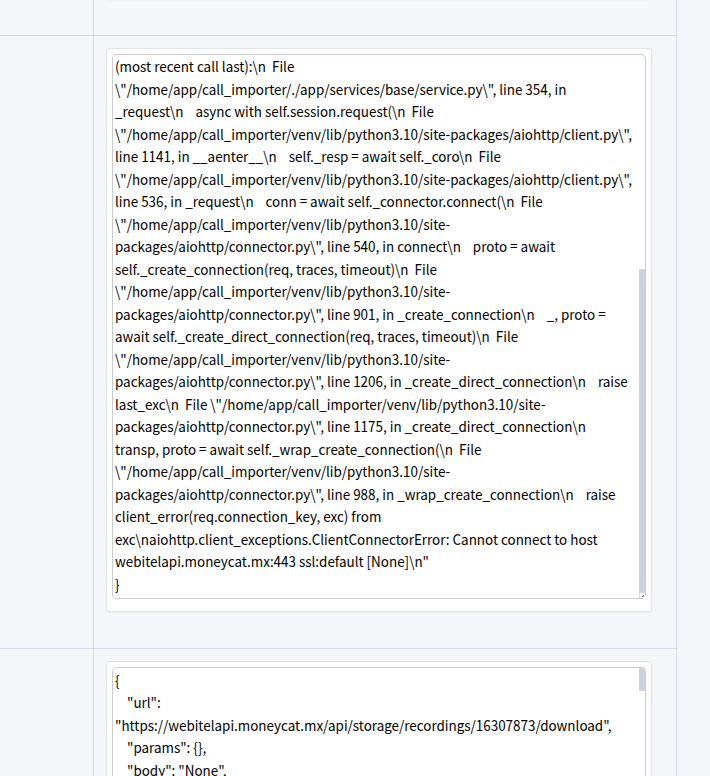 (most recent call last):\n  File
\"/home/app/call_importer/./app/services/base/service.py\", line 354, in
_request\n    async with self.session.request(\n  File
\"/home/app/call_importer/venv/lib/python3.10/site-packages/aiohttp/client.py\",
line 1141, in __aenter__\n    self._resp = await self._coro\n  File
\"/home/app/call_importer/venv/lib/python3.10/site-packages/aiohttp/client.py\",
line 536, in _request\n    conn = await self._connector.connect(\n  File
\"/home/app/call_importer/venv/lib/python3.10/site-
packages/aiohttp/connector.py\", line 540, in connect\n    proto = await
self._create_connection(req, traces, timeout)\n  File
\"/home/app/call_importer/venv/lib/python3.10/site-
packages/aiohttp/connector.py\", line 901, in _create_connection\n    _, proto =
await self._create_direct_connection(req, traces, timeout)\n  File
\"/home/app/call_importer/venv/lib/python3.10/site-
packages/aiohttp/connector.py\", line 1206, in _create_direct_connection\n    raise
last_exc\n  File \"/home/app/call_importer/venv/lib/python3.10/site-
packages/aiohttp/connector.py\", line 1175, in _create_direct_connection\n
transp, proto = await self._wrap_create_connection(\n  File
\"/home/app/call_importer/venv/lib/python3.10/site-
packages/aiohttp/connector.py\", line 988, in _wrap_create_connection\n    raise
client_error(req.connection_key, exc) from
exc\naiohttp.client_exceptions.ClientConnectorError: Cannot connect to host
webitelapi.moneycat.mx:443 ssl:default [None]\n"
}
{
"url":
"https://webitelapi.moneycat.mx/api/storage/recordings/16307873/download",
"params": {},
"body": "None",